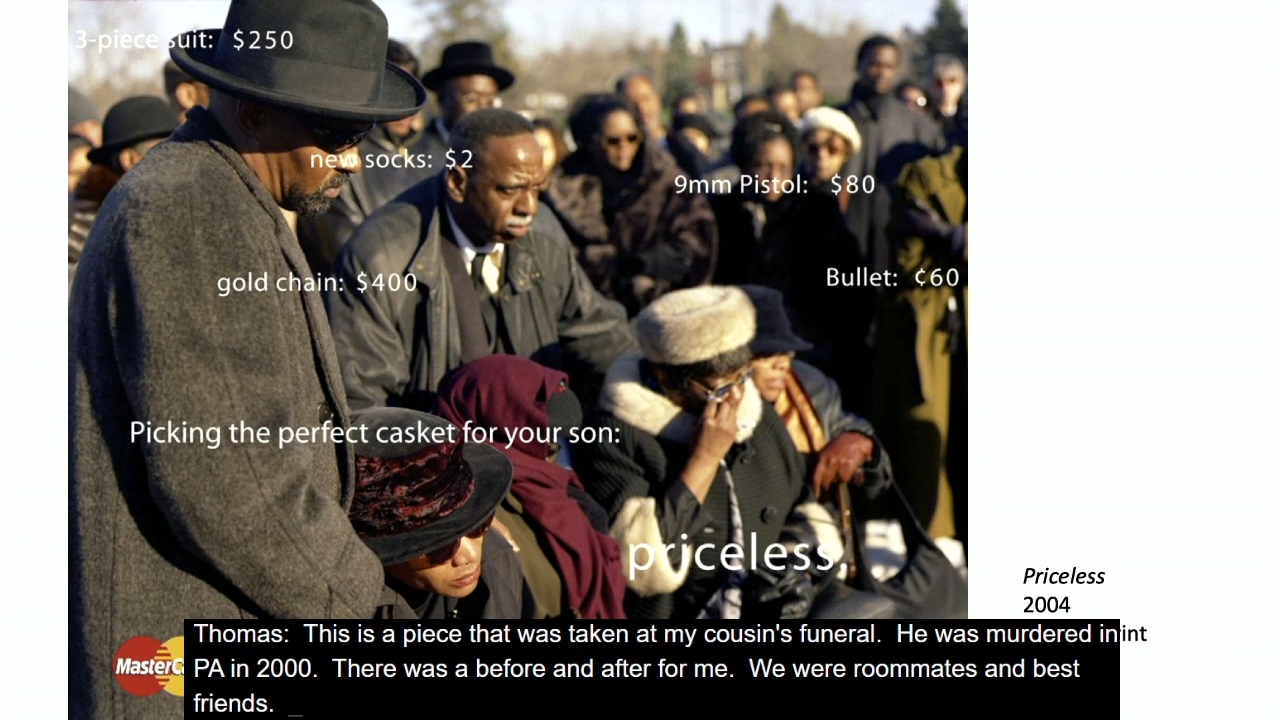 3-piece suit: $250
new socks: $2
9mm Pistol: $80
gold chain: $400
Bullet: ¢60
Picking the perfect casket for your son:
priceless.
Priceless
2004
Thomas: This is a piece that was taken at my cousin's funeral. He was murdered in
PA in 2000. There was a before and after for me. We were roommates and best
friends. _